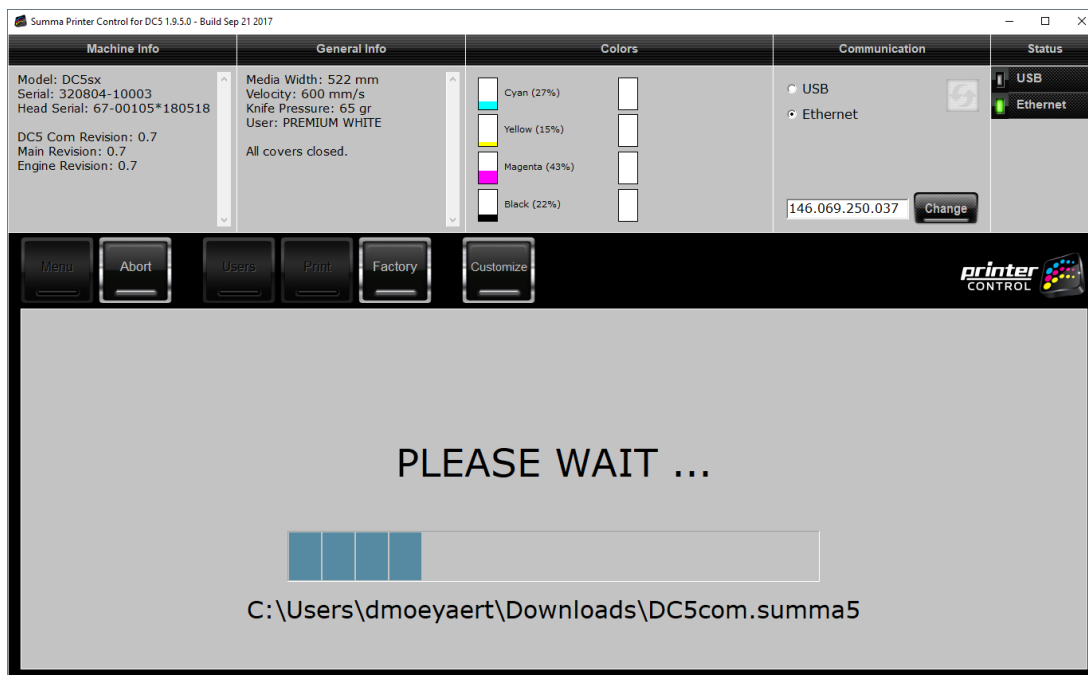 Summa Printer Control for DC5 1.9.5.0 - Build Sep 21 2017
Machine Info
General Info
Colors
Communication
Status
Model: DC5sx
Serial: 320804-10003
Head Serial: 67-00105*180518
DC5 Com Revision: 0.7
Main Revision: 0.7
Engine Revision: 0.7
Media Width: 522 mm
Velocity: 600 mm/s
Knife Pressure: 65 gr
User: PREMIUM WHITE
All covers closed.
Cyan (27%)
Yellow (15%)
Magenta (43%)
Black (22%)
USB
Ethernet
146.069.250.037
Change
USB
Ethernet
Menu
Abort
Users
Print
Factory
Customize
printer
CONTROL
PLEASE WAIT ...
C:\Users\dmoeyaert\Downloads\DC5com.summa5